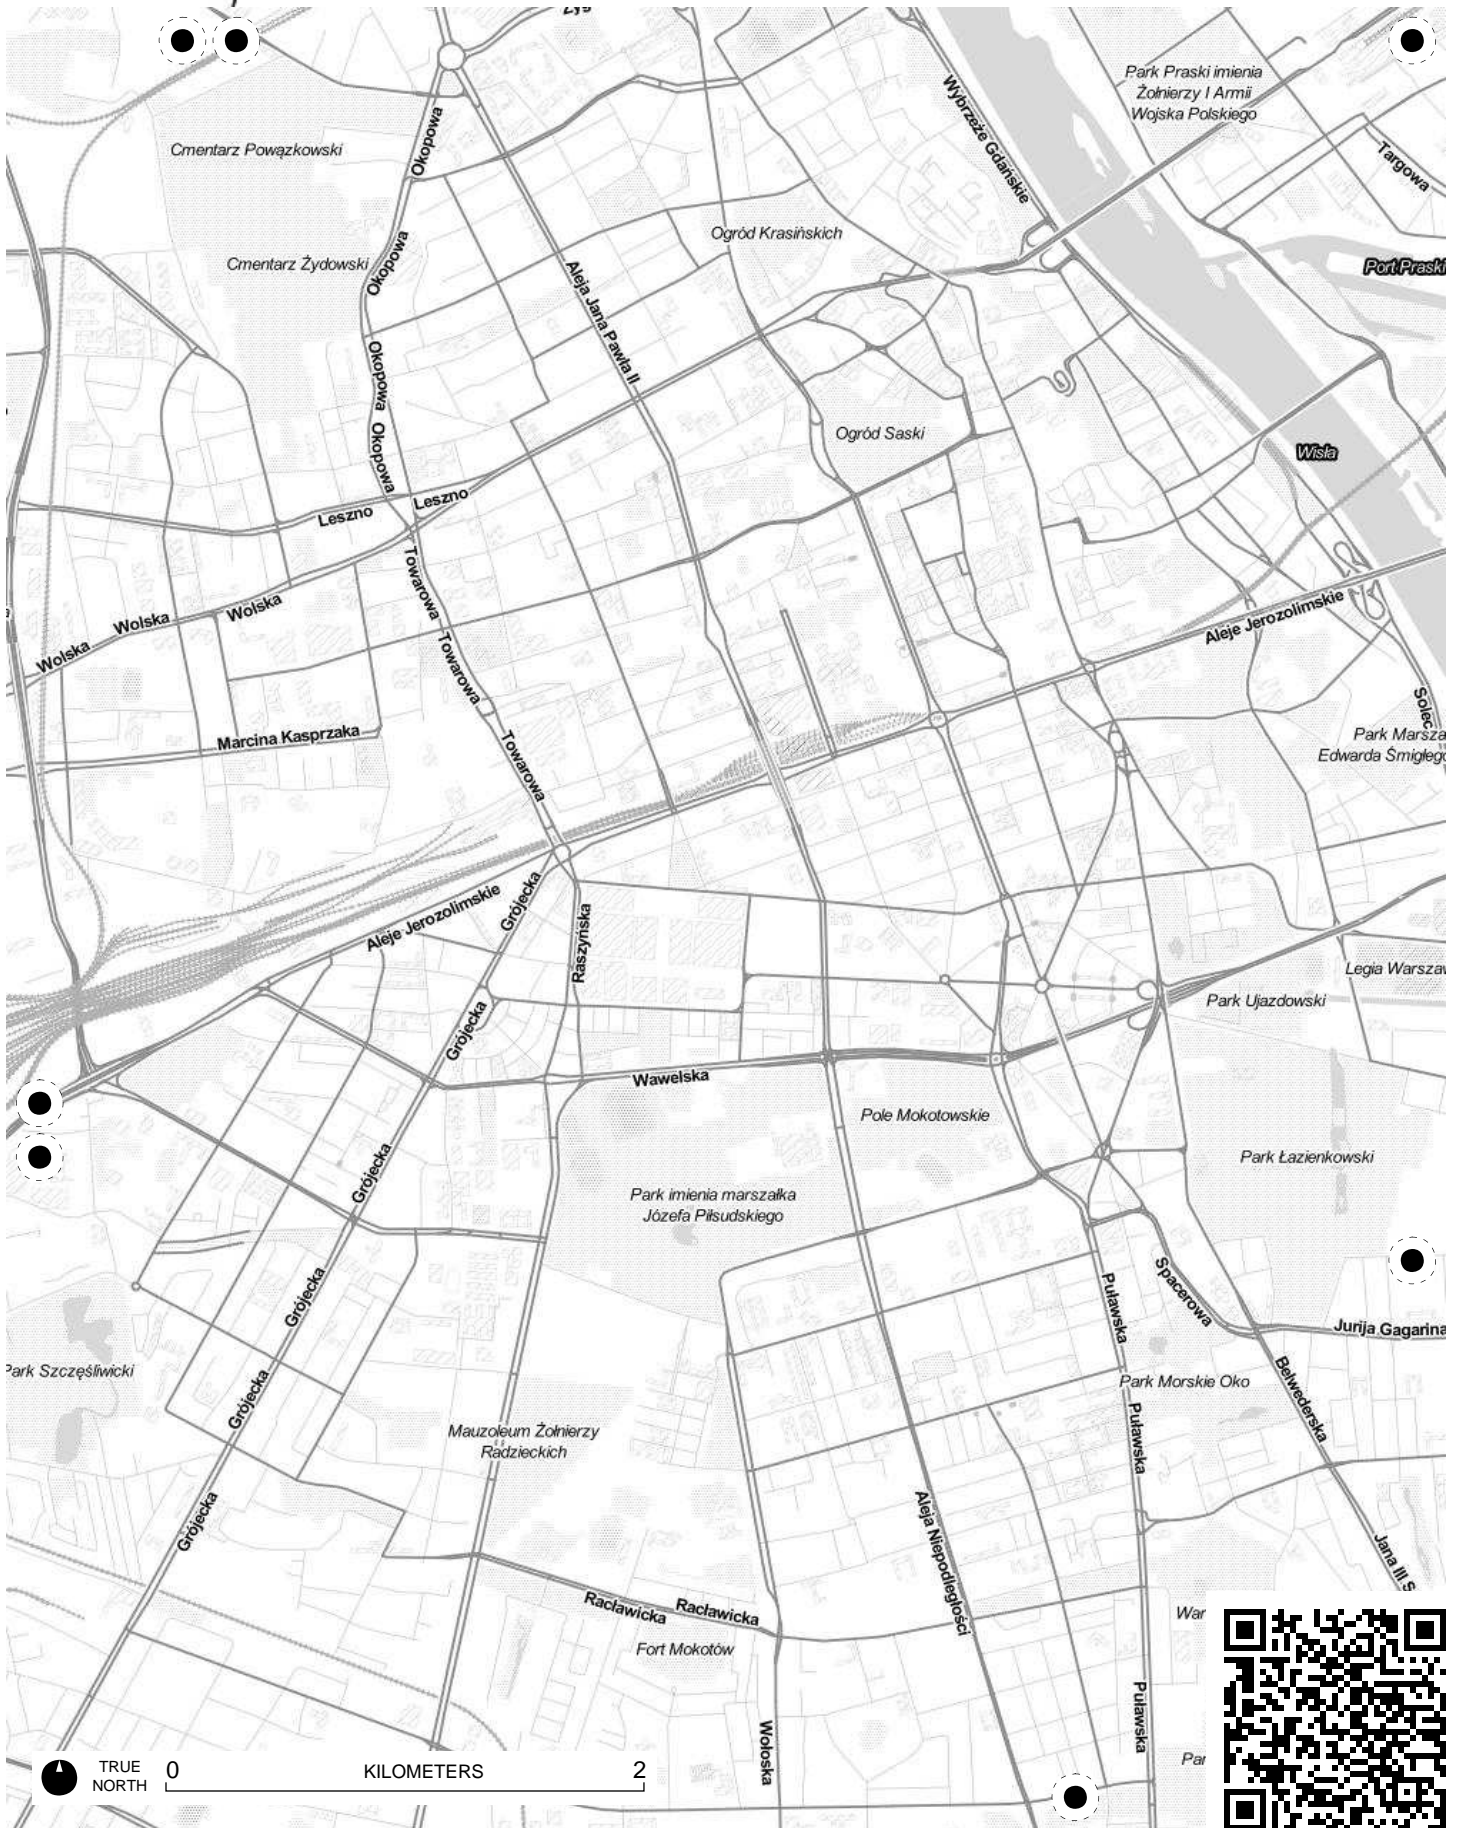 Park Praski imienia
Żołnierzy I Armii
Wojska Polskiego
Wybrzeże Gdańskie
Targowa
Okopowa
Cmentarz Powązkowski
Ogród Krasińskich
Cmentarz Żydowski
Okopowa
Port Praski
Aleja Jana Pawła II
Okopowa
Okopowa
Ogród Saski
Wisła
Leszno
Leszno
Towarowa
Wolska
Wolska
Wolska
Aleje Jerozolimskie
Towarowa
Solec
Marcina Kasprzaka
Park Marsza
Edwarda Śmigłego
Towarowa
Aleje Jerozolimskie
Grójecka
Raszyńska
Legia Warszaw
Park Ujazdowski
Grójecka
Wawelska
Pole Mokotowskie
Park Łazienkowski
Grójecka
Park imienia marszałka
Józefa Piłsudskiego
Spacerowa
Grójecka
Puławska
Jurija Gagarina
Park Szczęśliwicki
Grójecka
Park Morskie Oko
Belwederska
Mauzoleum Żołnierzy
Radzieckich
Puławska
Grójecka
Aleja Niepodległości
Jana III S
Racławicka
Racławicka
War
Fort Mokotów
Puławska
Wołoska
Par
TRUE
NORTH
0 KILOMETERS 2